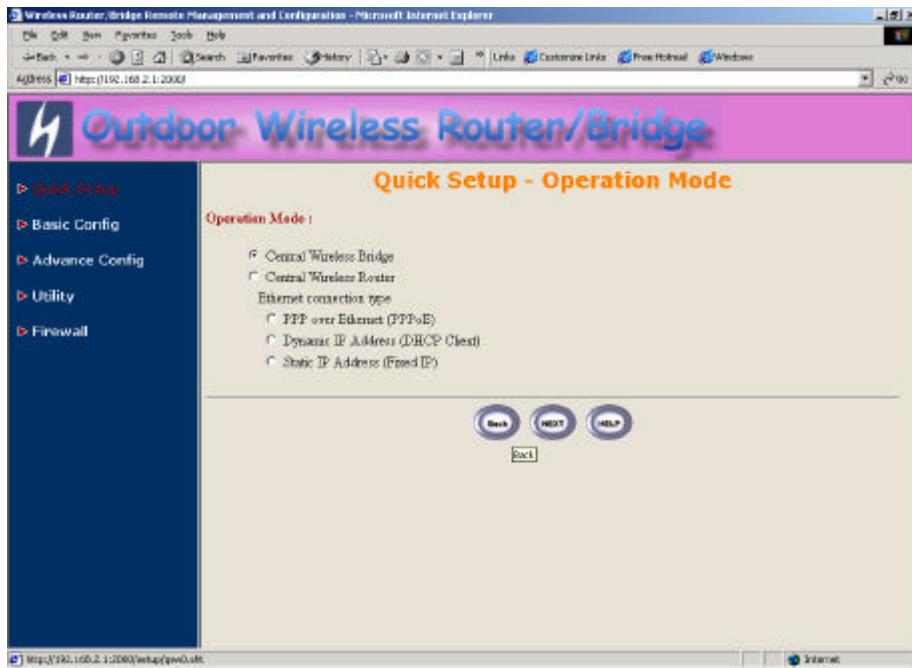 Wireless Router/Bridge Remote Management and Configuration - Microsoft Internet Explorer
File Edit View Favorites Tools Help
Back Search Favorites History Links Customize Links Free Hotmail Windows
Address http://192.168.2.1:2000/ Go
Outdoor Wireless Router/Bridge
Quick Setup
Basic Config
Advance Config
Utility
Firewall
Quick Setup - Operation Mode
Operation Mode :
Central Wireless Bridge
Central Wireless Router
Ethernet connection type
PPP over Ethernet (PPPoE)
Dynamic IP Address (DHCP Client)
Static IP Address (Fixed IP)
Back NEXT HELP
Back
Internet